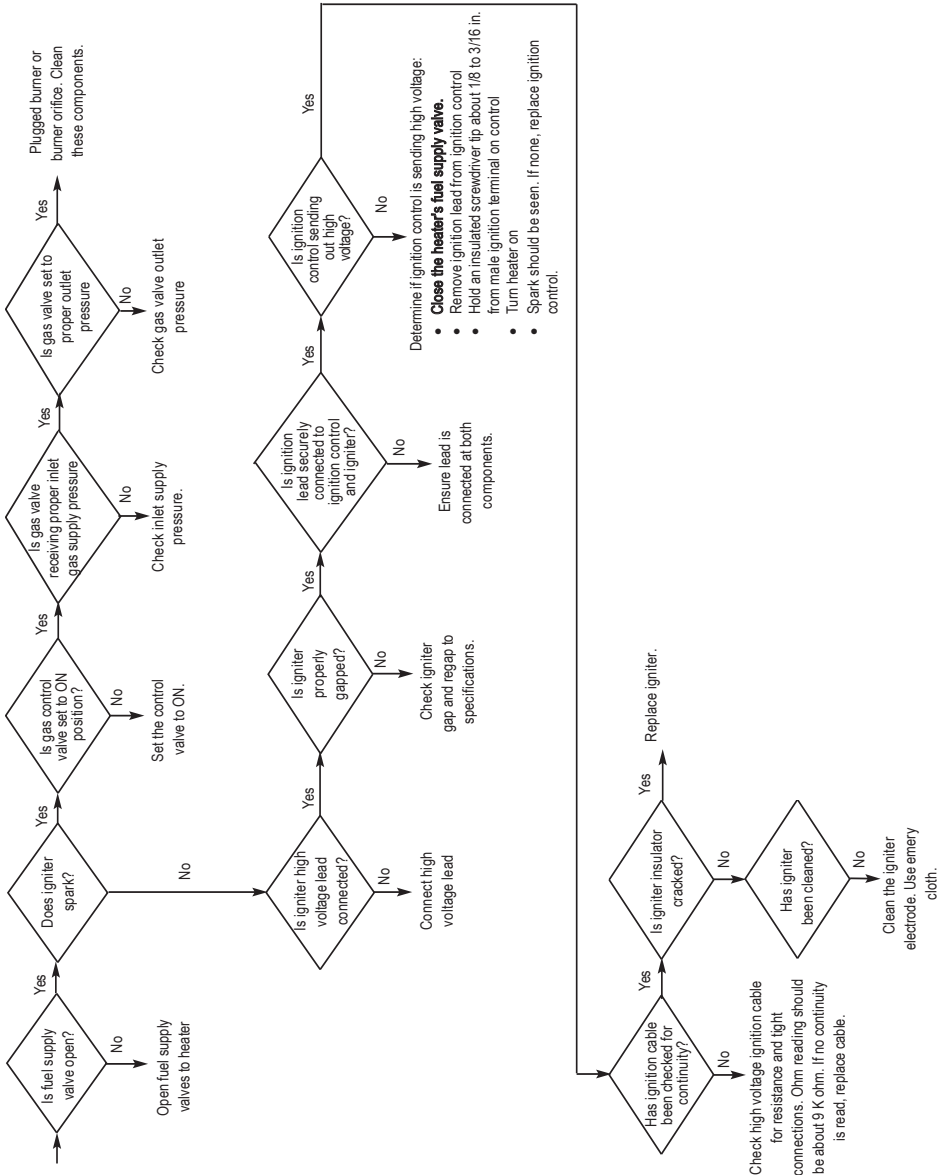 Is fuel supply
valve open?
Yes
No
Open fuel supply
valves to heater
Does igniter
spark?
Yes
No
Is gas control
valve set to ON
position?
Yes
No
Set the control
valve to ON.
Is gas valve
receiving proper inlet
gas supply pressure
Yes
No
Check inlet supply
pressure.
Is gas valve set to
proper outlet
pressure
Yes
No
Check gas valve outlet
pressure
Plugged burner or
burner orifice. Clean
these components.
Is igniter high
voltage lead
connected?
Yes
No
Connect high
voltage lead
Is igniter
properly
gapped?
Yes
No
Check igniter
gap and regap to
specifications.
Is ignition
lead securely
connected to
ignition control
and igniter?
Yes
No
Ensure lead is
connected at both
components.
Is ignition
control sending
out high
voltage?
Yes
No
Determine if ignition control is sending high voltage:
• Close the heater's fuel supply valve.
• Remove ignition lead from ignition control
• Hold an insulated screwdriver tip about 1/8 to 3/16 in.
from male ignition terminal on control
• Turn heater on
• Spark should be seen. If none, replace ignition
control.
Has ignition cable
been checked for
continuity?
Yes
No
Check high voltage ignition cable
for resistance and tight
connections. Ohm reading should
be about 9 K ohm. If no continuity
is read, replace cable.
Is igniter insulator
cracked?
Yes
Replace igniter.
No
Has igniter
been cleaned?
No
Clean the igniter
electrode. Use emery
cloth.